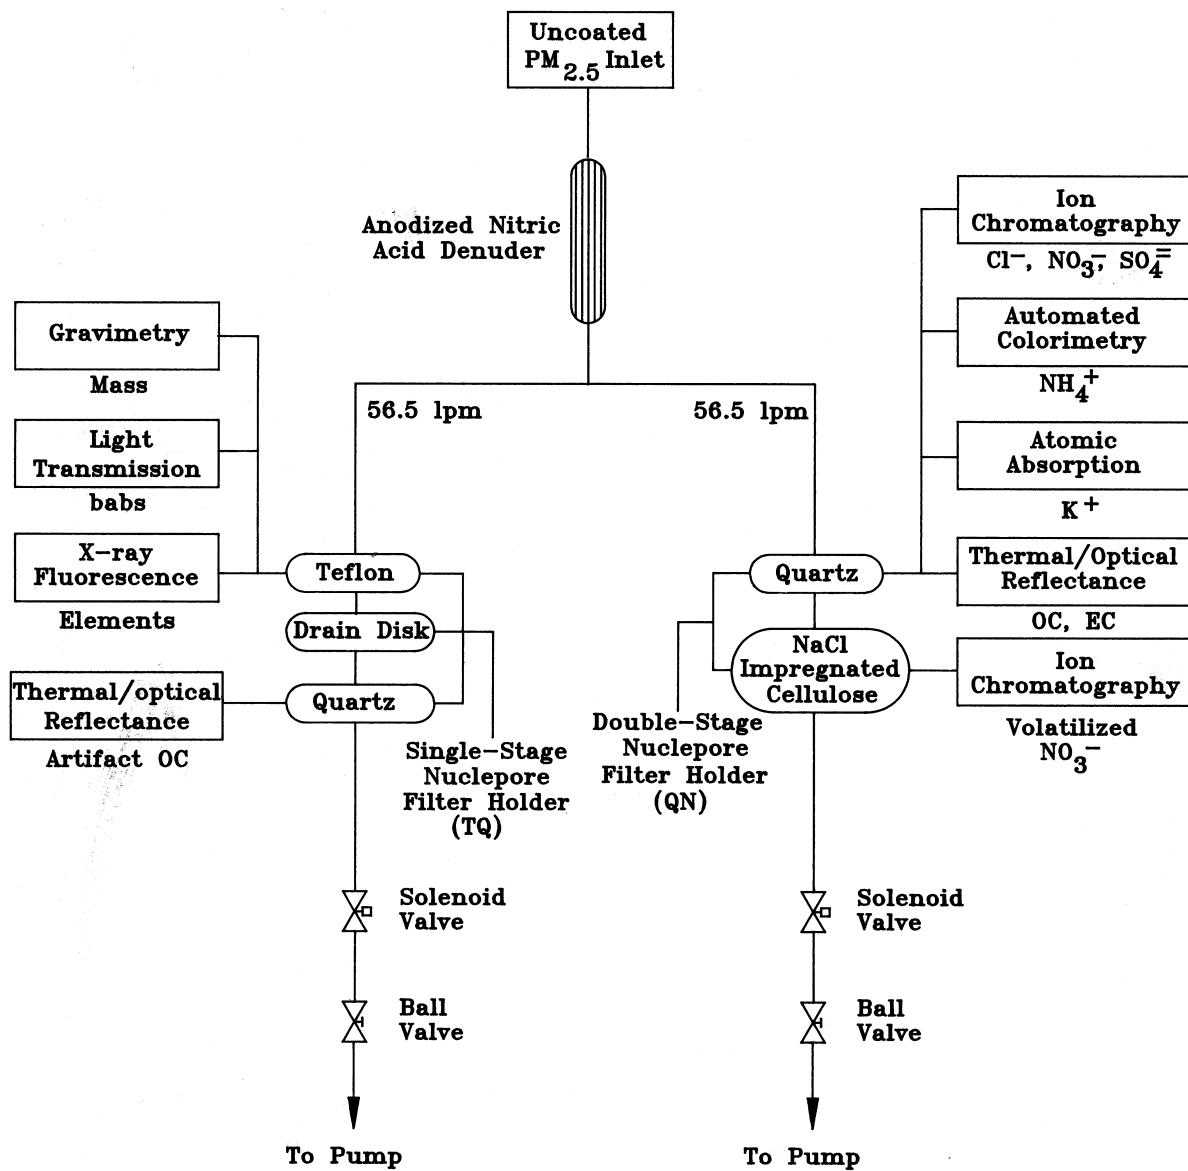 Uncoated
PM2.5 Inlet
Anodized Nitric
Acid Denuder
56.5 lpm
56.5 lpm
Gravimetry
Mass
Light
Transmission
babs
X-ray
Fluorescence
Elements
Thermal/optical
Reflectance
Artifact OC
Teflon
Drain Disk
Quartz
Single-Stage
Nuclepore
Filter Holder
(TQ)
Solenoid
Valve
Ball
Valve
To Pump
Ion
Chromatography
Cl−, NO3−, SO4=
Automated
Colorimetry
NH4+
Atomic
Absorption
K+
Thermal/Optical
Reflectance
OC, EC
Ion
Chromatography
Volatilized
NO3−
Quartz
NaCl
Impregnated
Cellulose
Double-Stage
Nuclepore
Filter Holder
(QN)
Solenoid
Valve
Ball
Valve
To Pump